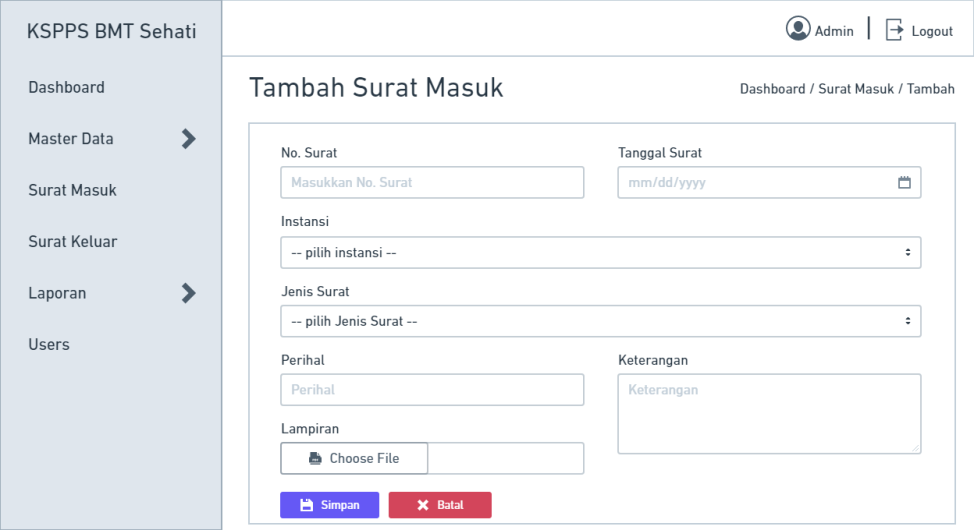 KSPPS BMT Sehati
Admin
Logout
Dashboard
Master Data
Surat Masuk
Surat Keluar
Laporan
Users
Tambah Surat Masuk
Dashboard / Surat Masuk / Tambah
No. Surat
Tanggal Surat
Masukkan No. Surat
mm/dd/yyyy
Instansi
-- pilih instansi --
Jenis Surat
-- pilih Jenis Surat --
Perihal
Keterangan
Perihal
Keterangan
Lampiran
Choose File
Simpan
Batal